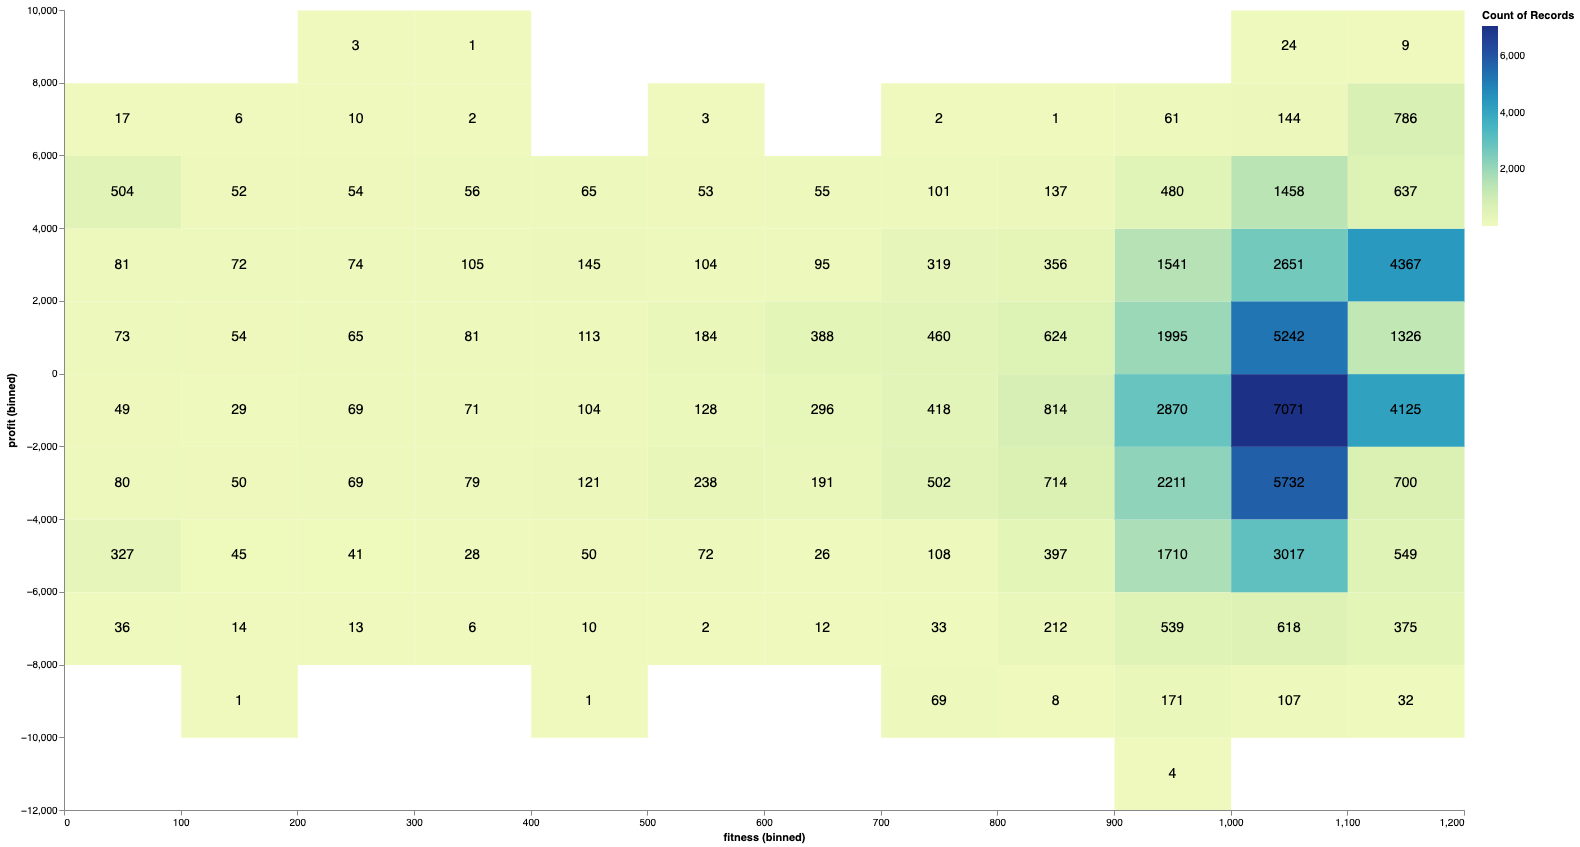 Count of Records
6,000
4,000
2,000
profit (binned)
10,000
3 1 24 9
8,000
17 6 10 2 3 2 1 61 144 786
6,000
504 52 54 56 65 53 55 101 137 480 1458 637
4,000
81 72 74 105 145 104 95 319 356 1541 2651 4367
2,000
73 54 65 81 113 184 388 460 624 1995 5242 1326
0
49 29 69 71 104 128 296 418 814 2870 7071 4125
−2,000
80 50 69 79 121 238 191 502 714 2211 5732 700
−4,000
327 45 41 28 50 72 26 108 397 1710 3017 549
−6,000
36 14 13 6 10 2 12 33 212 539 618 375
−8,000
1 1 69 8 171 107 32
−10,000
4
−12,000
0 100 200 300 400 500 600 700 800 900 1,000 1,100 1,200
fitness (binned)